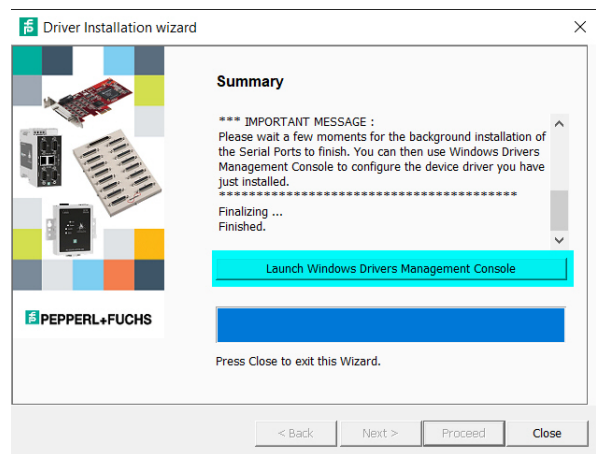 Driver Installation wizard
Summary
*** IMPORTANT MESSAGE :
Please wait a few moments for the background installation of
the Serial Ports to finish. You can then use Windows Drivers
Management Console to configure the device driver you have
just installed.
****************************************
Finalizing ...
Finished.
Launch Windows Drivers Management Console
PEPPERL+FUCHS
Press Close to exit this Wizard.
< Back
Next >
Proceed
Close